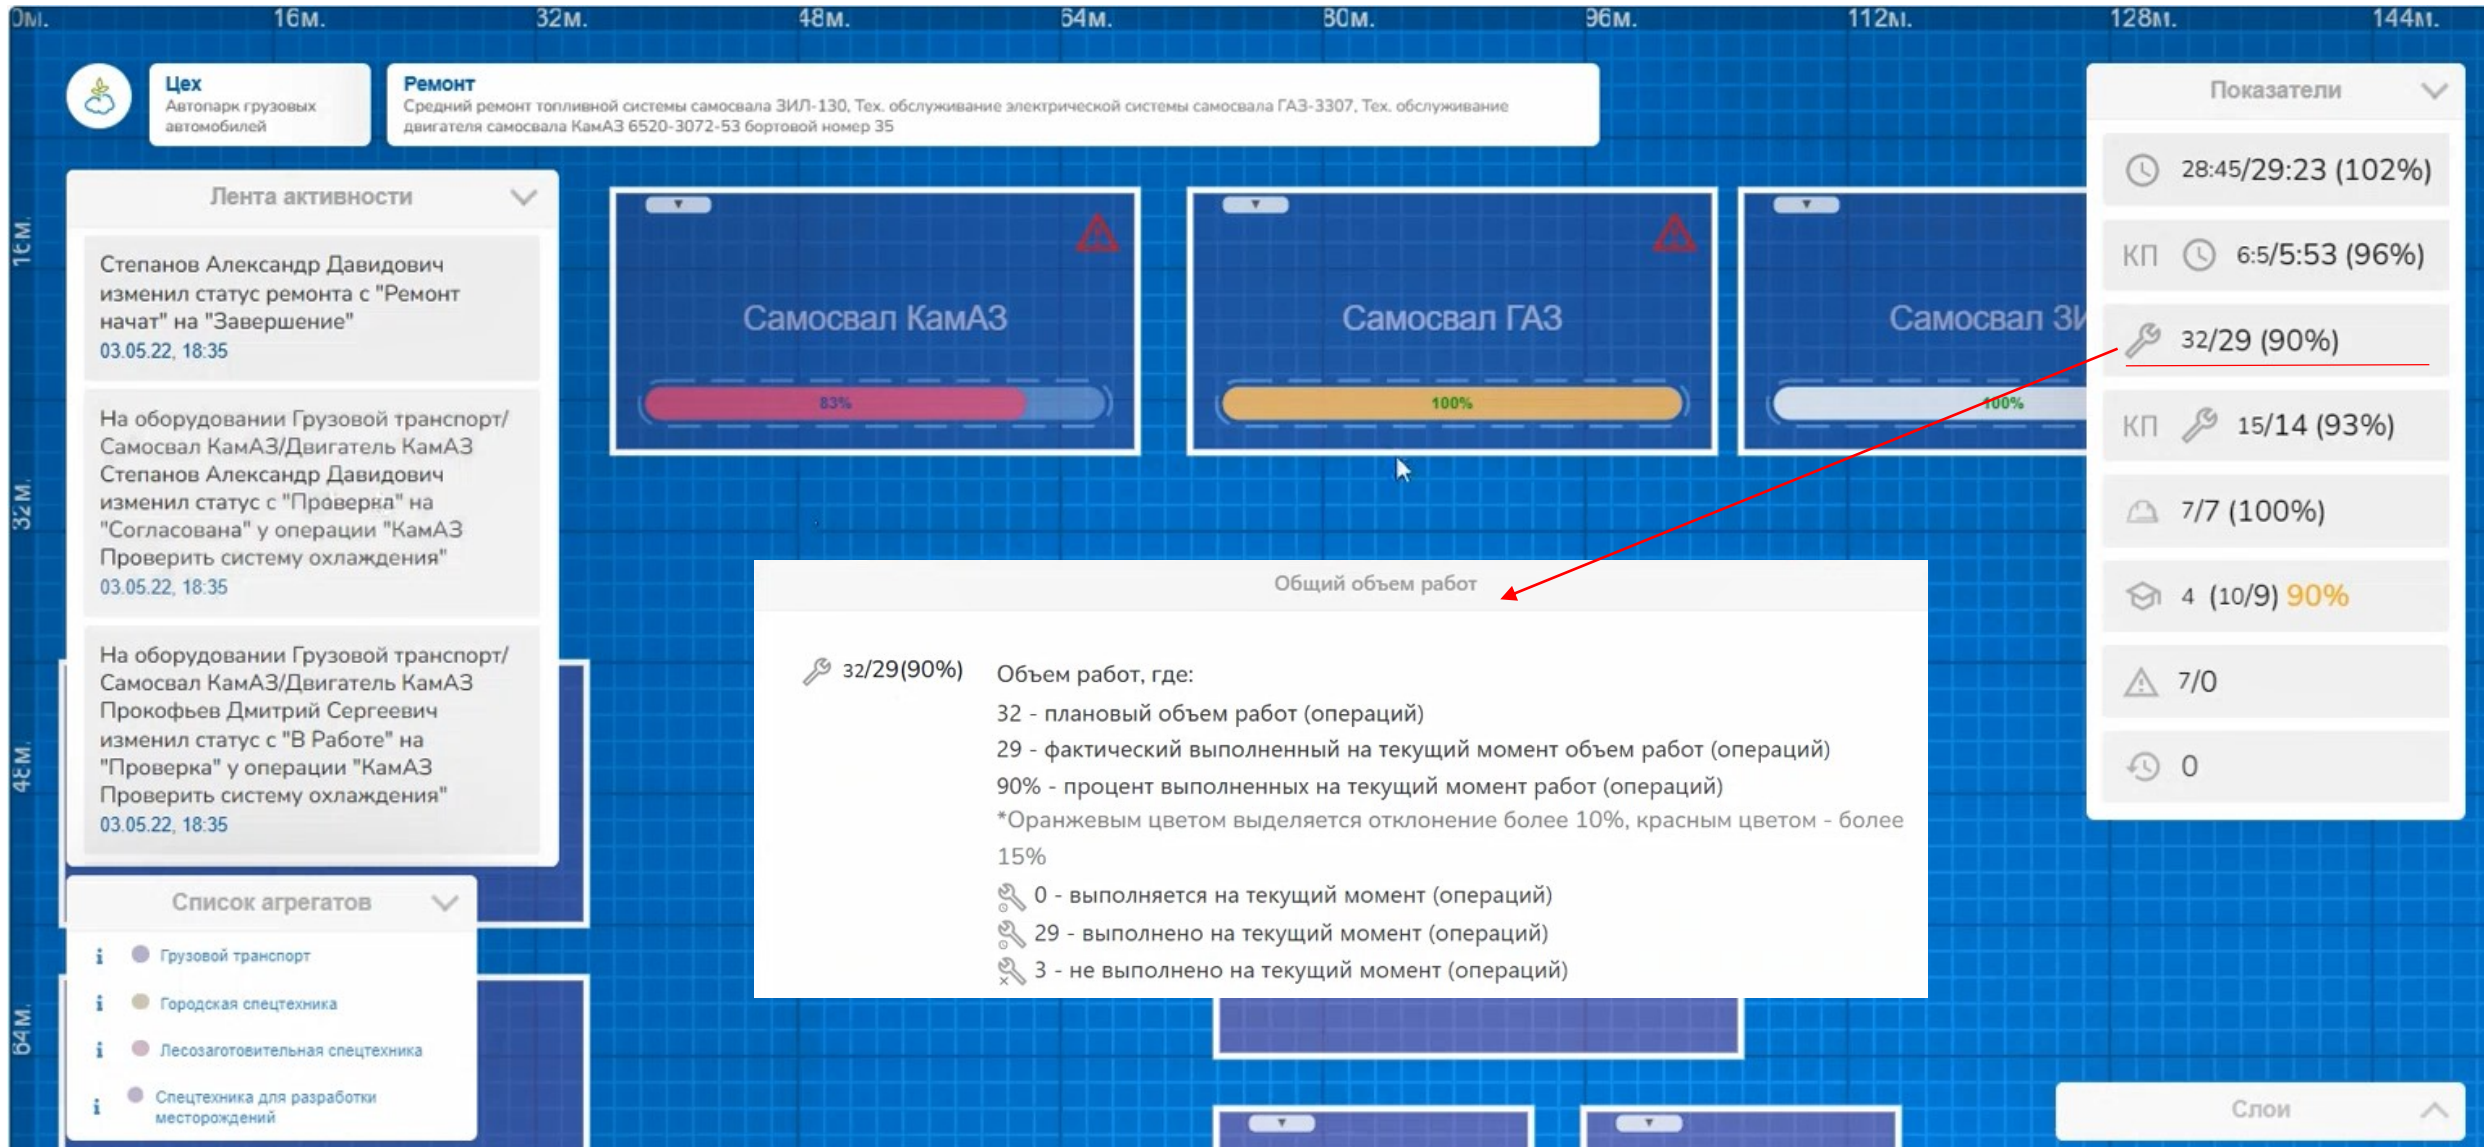 0м.
16м.
32м.
48м.
64м.
80м.
96м.
112м.
128м.
144м.
16м.
32м.
48м.
64м.
Цех
Автопарк грузовых
автомобилей
Ремонт
Средний ремонт топливной системы самосвала ЗИЛ-130, Тех. обслуживание электрической системы самосвала ГАЗ-3307, Тех. обслуживание
двигателя самосвала КамАЗ 6520-3072-53 бортовой номер 35
Лента активности
Степанов Александр Давидович
изменил статус ремонта с "Ремонт
начат" на "Завершение"
03.05.22, 18:35
На оборудовании Грузовой транспорт/
Самосвал КамАЗ/Двигатель КамАЗ
Степанов Александр Давидович
изменил статус с "Проверка" на
"Согласована" у операции "КамАЗ
Проверить систему охлаждения"
03.05.22, 18:35
На оборудовании Грузовой транспорт/
Самосвал КамАЗ/Двигатель КамАЗ
Прокофьев Дмитрий Сергеевич
изменил статус с "В Работе" на
"Проверка" у операции "КамАЗ
Проверить систему охлаждения"
03.05.22, 18:35
Список агрегатов
Грузовой транспорт
Городская спецтехника
Лесозаготовительная спецтехника
Спецтехника для разработки
месторождений
Самосвал КамАЗ
83%
Самосвал ГАЗ
100%
Самосвал ЗИ
100%
Общий объем работ
32/29(90%)
Объем работ, где:
32 - плановый объем работ (операций)
29 - фактический выполненный на текущий момент объем работ (операций)
90% - процент выполненных на текущий момент работ (операций)
*Оранжевым цветом выделяется отклонение более 10%, красным цветом - более
15%
0 - выполняется на текущий момент (операций)
29 - выполнено на текущий момент (операций)
3 - не выполнено на текущий момент (операций)
Показатели
28:45/29:23 (102%)
КП 6:5/5:53 (96%)
32/29 (90%)
КП 15/14 (93%)
7/7 (100%)
4 (10/9) 90%
7/0
0
Слои